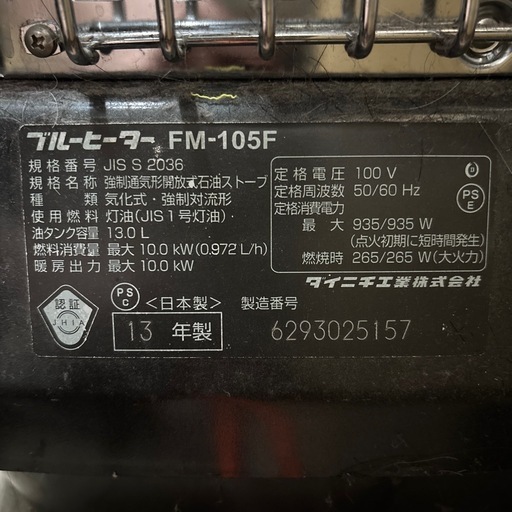 ブルーヒーター FM-105F
規格番号 JIS S 2036
規格名称 強制通気形開放式石油ストーブ
種類 気化式・強制対流形
使用燃料 灯油(JIS1号灯油)
油タンク容量 13.0L
燃料消費量 最大 10.0 kW(0.972 L/h)
暖房出力 最大 10.0 kW
定格電圧 100 V
定格周波数 50/60 Hz
定格消費電力
最大 935/935 W
(点火初期に短時間発生)
燃焼時 265/265 W(大火力)
PS
E
ダイニチ工業株式会社
認証
JHIA
PS
C
<日本製> 製造番号
13 年製 6293025157